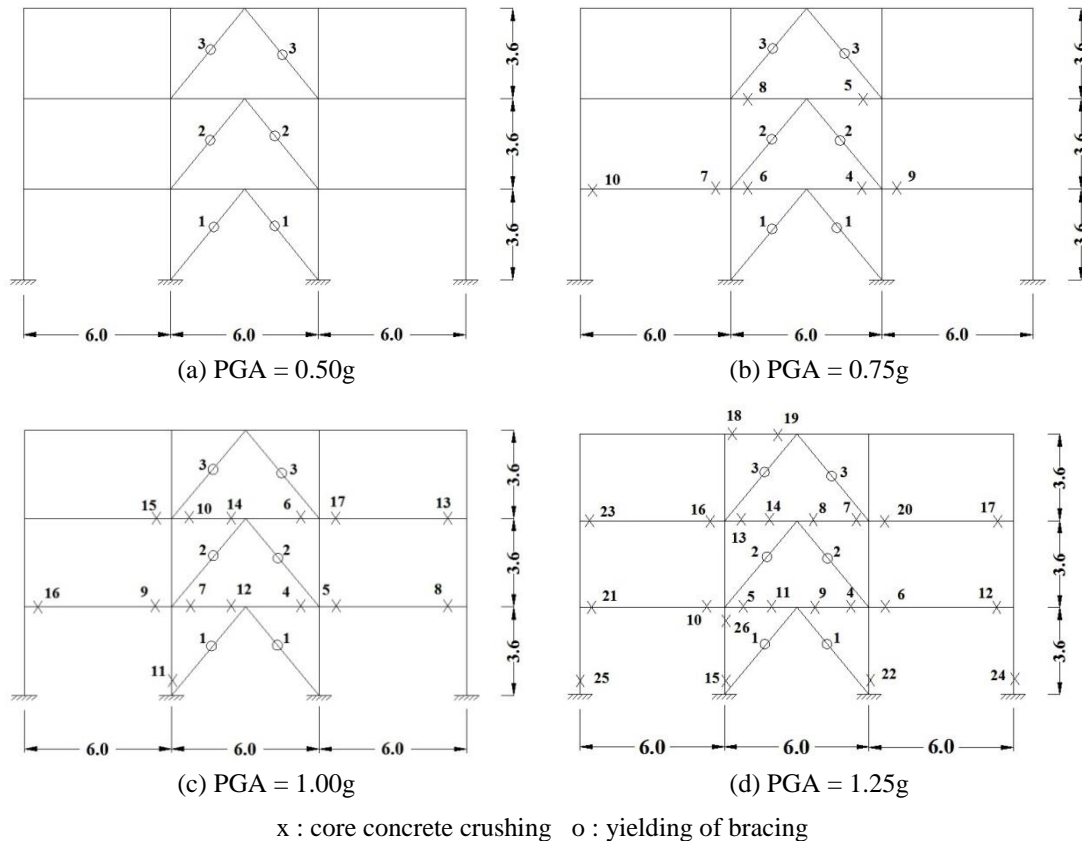 3 3
2 2
1 1
3.6
3.6
3.6
6.0 6.0 6.0
(a) PGA = 0.50g
3 3
8 5
2 2
10 7 6 4 9
1 1
3.6
3.6
3.6
6.0 6.0 6.0
(b) PGA = 0.75g
3 3
15 10 14 6 17 13
2 2
16 9 7 12 4 5 8
1 1
11
3.6
3.6
3.6
6.0 6.0 6.0
(c) PGA = 1.00g
18 19
3 3
23 16 13 14 8 7 20 17
2 2
21 10 5 11 9 4 6 12
26
1 1
25 15 22 24
3.6
3.6
3.6
6.0 6.0 6.0
(d) PGA = 1.25g
x : core concrete crushing o : yielding of bracing